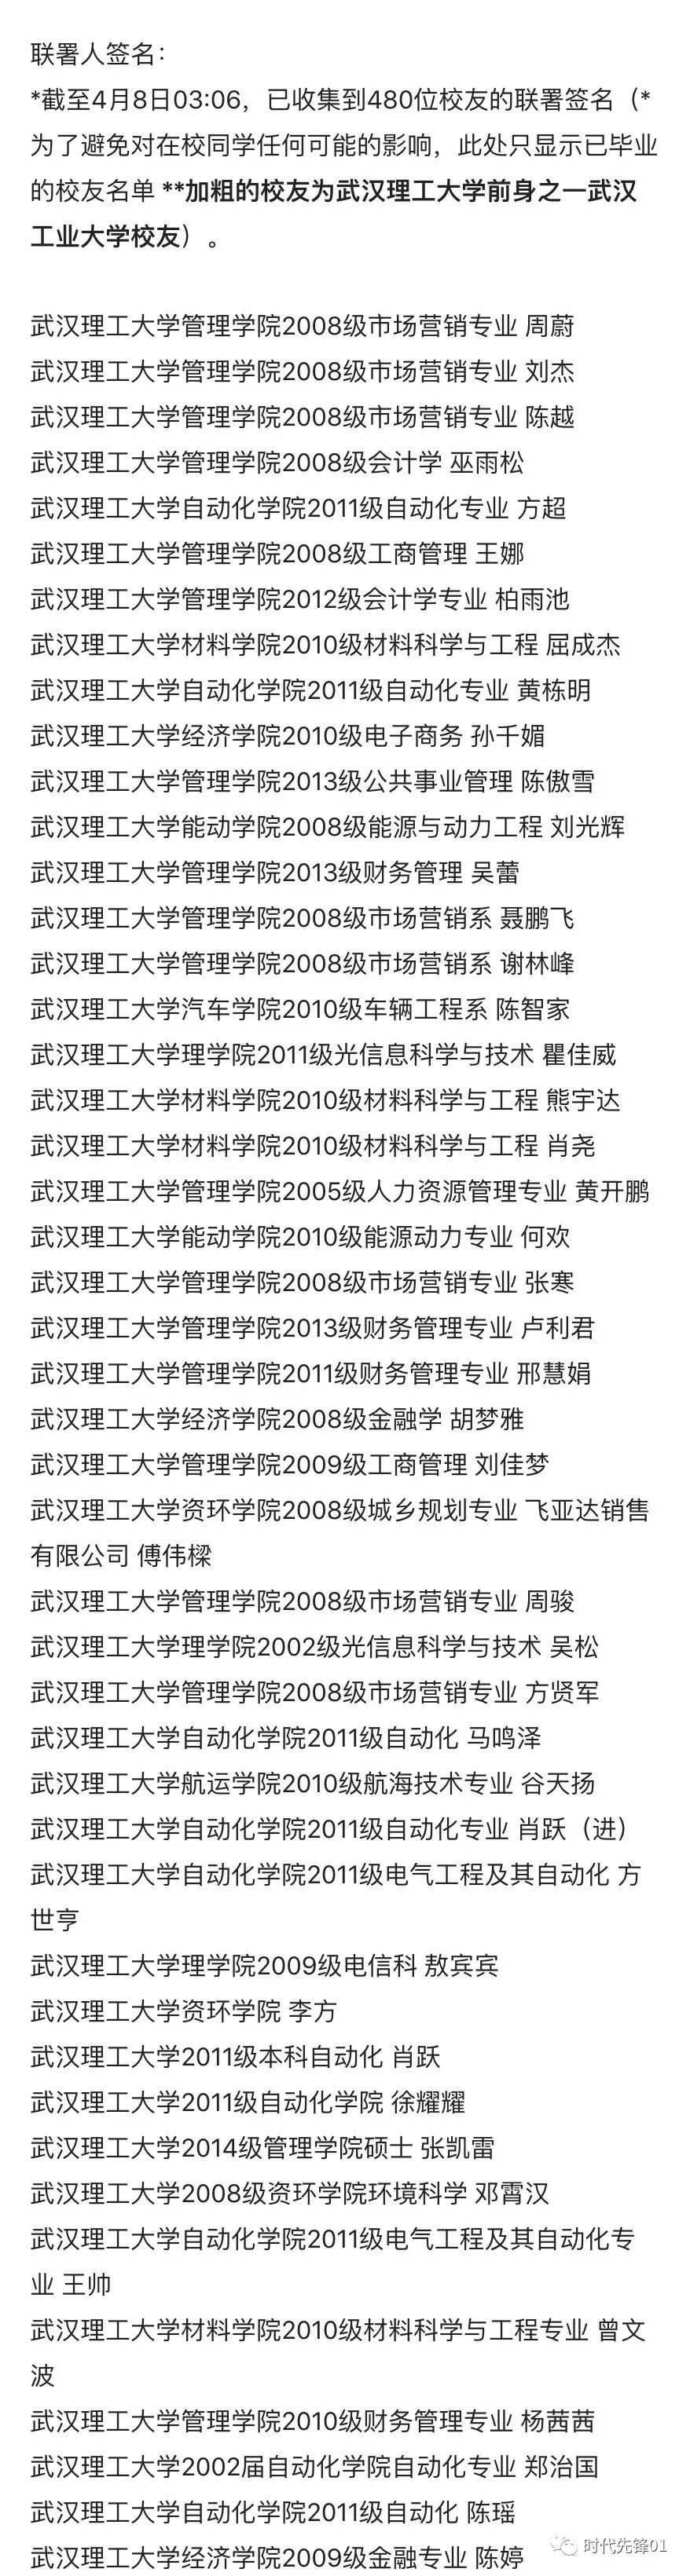 联署人签名：
*截至4月8日03:06，已收集到480位校友的联署签名（*
为了避免对在校同学任何可能的影响，此处只显示已毕业
的校友名单 **加粗的校友为武汉理工大学前身之一武汉
工业大学校友）。
武汉理工大学管理学院2008级市场营销专业 周蔚
武汉理工大学管理学院2008级市场营销专业 刘杰
武汉理工大学管理学院2008级市场营销专业 陈越
武汉理工大学管理学院2008级会计学 巫雨松
武汉理工大学自动化学院2011级自动化专业 方超
武汉理工大学管理学院2008级工商管理 王娜
武汉理工大学管理学院2012级会计学专业 柏雨池
武汉理工大学材料学院2010级材料科学与工程 屈成杰
武汉理工大学自动化学院2011级自动化专业 黄栋明
武汉理工大学经济学院2010级电子商务 孙千媚
武汉理工大学管理学院2013级公共事业管理 陈傲雪
武汉理工大学能动学院2008级能源与动力工程 刘光辉
武汉理工大学管理学院2013级财务管理 吴蕾
武汉理工大学管理学院2008级市场营销系 聂鹏飞
武汉理工大学管理学院2008级市场营销系 谢林峰
武汉理工大学汽车学院2010级车辆工程系 陈智家
武汉理工大学理学院2011级光信息科学与技术 瞿佳威
武汉理工大学材料学院2010级材料科学与工程 熊宇达
武汉理工大学材料学院2010级材料科学与工程 肖尧
武汉理工大学管理学院2005级人力资源管理专业 黄开鹏
武汉理工大学能动学院2010级能源动力专业 何欢
武汉理工大学管理学院2008级市场营销专业 张寒
武汉理工大学管理学院2013级财务管理专业 卢利君
武汉理工大学管理学院2011级财务管理专业 邢慧娟
武汉理工大学经济学院2008级金融学 胡梦雅
武汉理工大学管理学院2009级工商管理 刘佳梦
武汉理工大学资环学院2008级城乡规划专业 飞亚达销售
有限公司 傅伟樑
武汉理工大学管理学院2008级市场营销专业 周骏
武汉理工大学理学院2002级光信息科学与技术 吴松
武汉理工大学管理学院2008级市场营销专业 方贤军
武汉理工大学自动化学院2011级自动化 马鸣泽
武汉理工大学航运学院2010级航海技术专业 谷天扬
武汉理工大学自动化学院2011级自动化专业 肖跃（进）
武汉理工大学自动化学院2011级电气工程及其自动化 方
世亨
武汉理工大学理学院2009级电信科 敖宾宾
武汉理工大学资环学院 李方
武汉理工大学2011级本科自动化 肖跃
武汉理工大学2011级自动化学院 徐耀耀
武汉理工大学2014级管理学院硕士 张凯雷
武汉理工大学2008级资环学院环境科学 邓霄汉
武汉理工大学自动化学院2011级电气工程及其自动化专
业 王帅
武汉理工大学材料学院2010级材料科学与工程专业 曾文
波
武汉理工大学管理学院2010级财务管理专业 杨茜茜
武汉理工大学2002届自动化学院自动化专业 郑治国
武汉理工大学自动化学院2011级自动化 陈瑶
武汉理工大学经济学院2009级金融专业 陈婷
时代先锋01